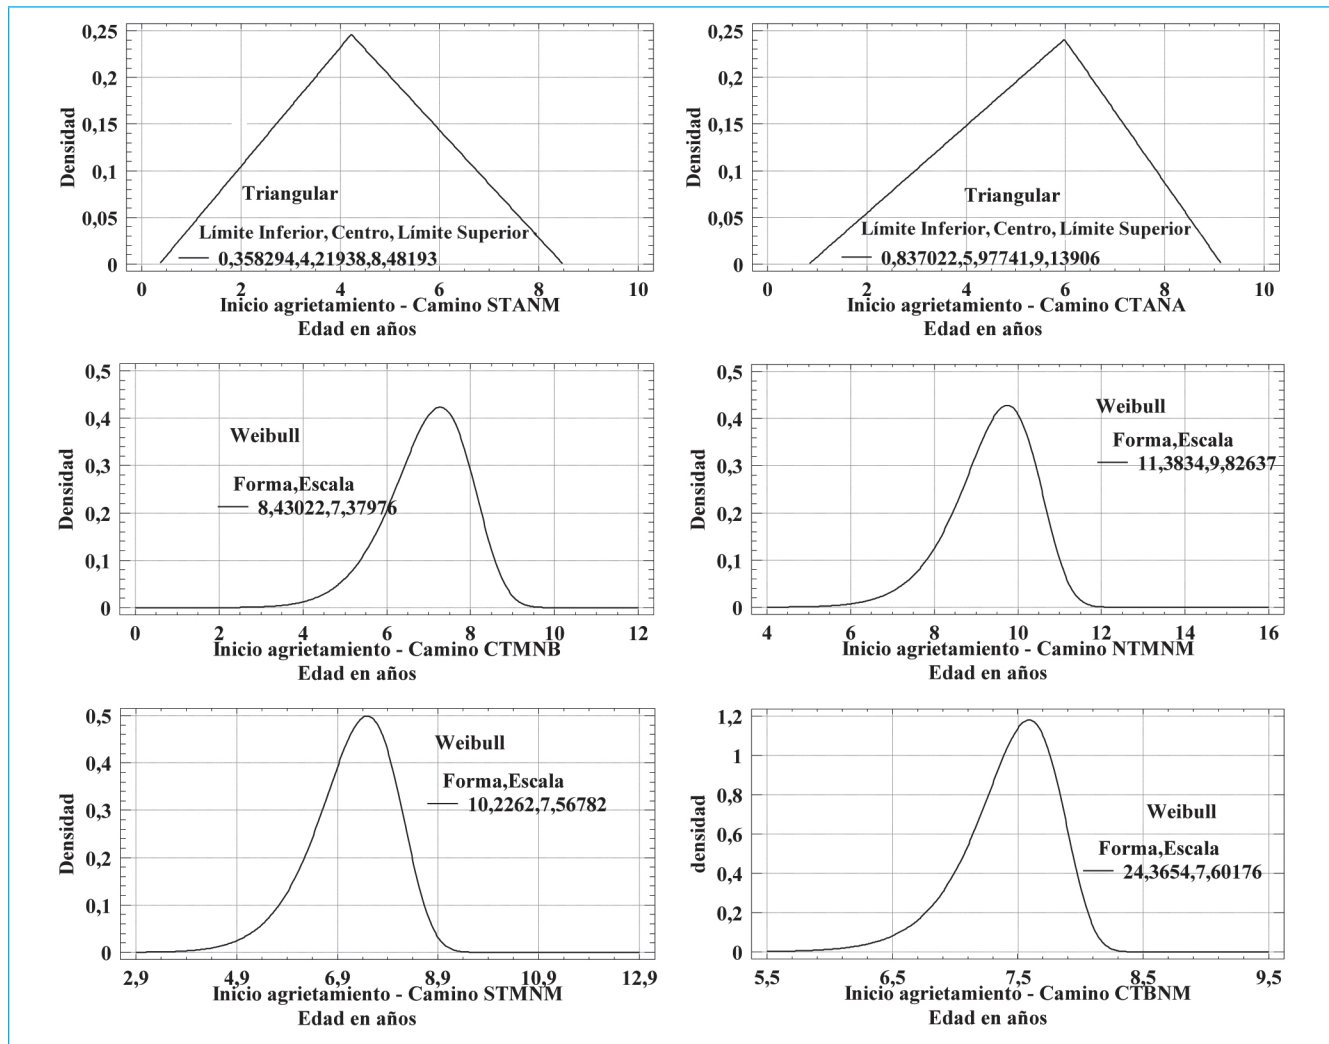 0,25
0,2
0,15
0,1
0,05
0
Densidad
Triangular
Límite Inferior, Centro, Límite Superior
0,358294,4,21938,8,48193
0 2 4 6 8 10
Inicio agrietamiento - Camino STANM
Edad en años
0,25
0,2
0,15
0,1
0,05
0
Densidad
Triangular
Límite Inferior, Centro, Límite Superior
0,837022,5,97741,9,13906
0 2 4 6 8 10
Inicio agrietamiento - Camino CTANA
Edad en años
0,5
0,4
0,3
0,2
0,1
0
Densidad
Weibull
Forma,Escala
8,43022,7,37976
0 2 4 6 8 10 12
Inicio agrietamiento - Camino CTMNB
Edad en años
0,5
0,4
0,3
0,2
0,1
0
Densidad
Weibull
Forma,Escala
11,3834,9,82637
4 6 8 10 12 14 16
Inicio agrietamiento - Camino NTMNM
Edad en años
0,5
0,4
0,3
0,2
0,1
0
Densidad
Weibull
Forma,Escala
10,2262,7,56782
2,9 4,9 6,9 8,9 10,9 12,9
Inicio agrietamiento - Camino STMNM
Edad en años
1,2
1
0,8
0,6
0,4
0,2
0
densidad
Weibull
Forma,Escala
24,3654,7,60176
5,5 6,5 7,5 8,5 9,5
Inicio agrietamiento - Camino CTBNM
Edad en años